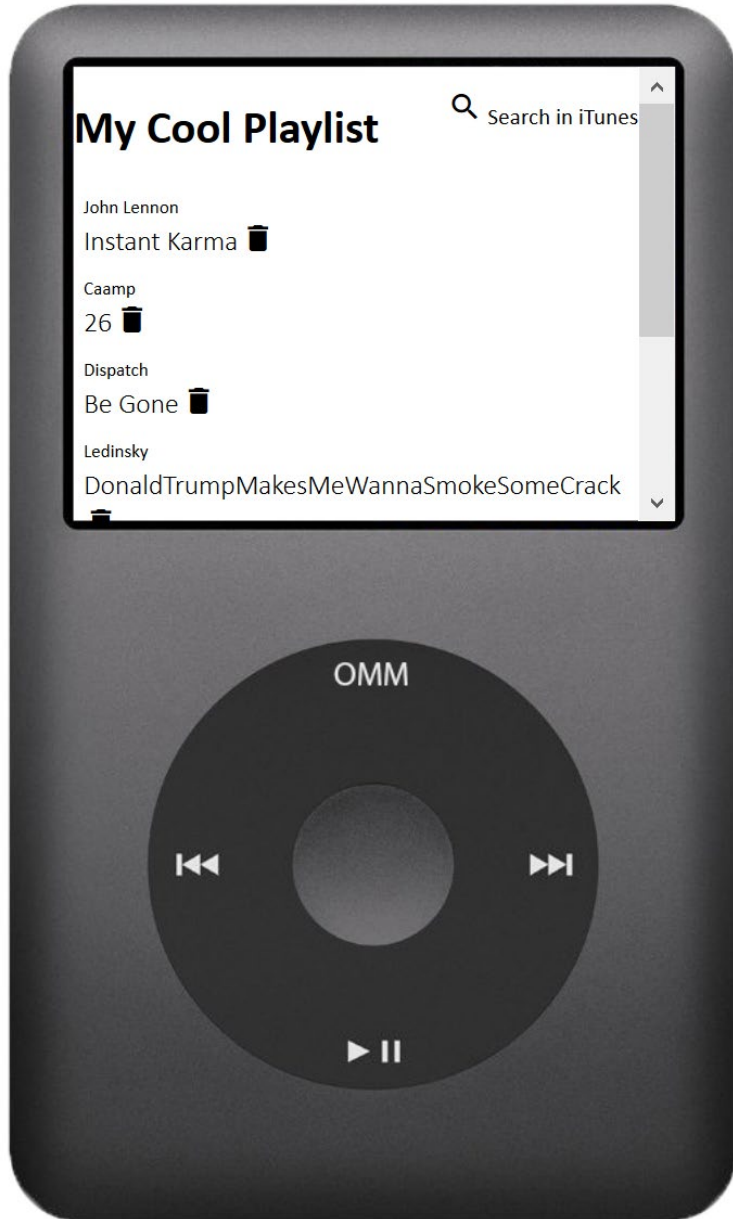 My Cool Playlist
Search in iTunes
John Lennon
Instant Karma
Caamp
26
Dispatch
Be Gone
Ledinsky
DonaldTrumpMakesMeWannaSmokeSomeCrack
OMM